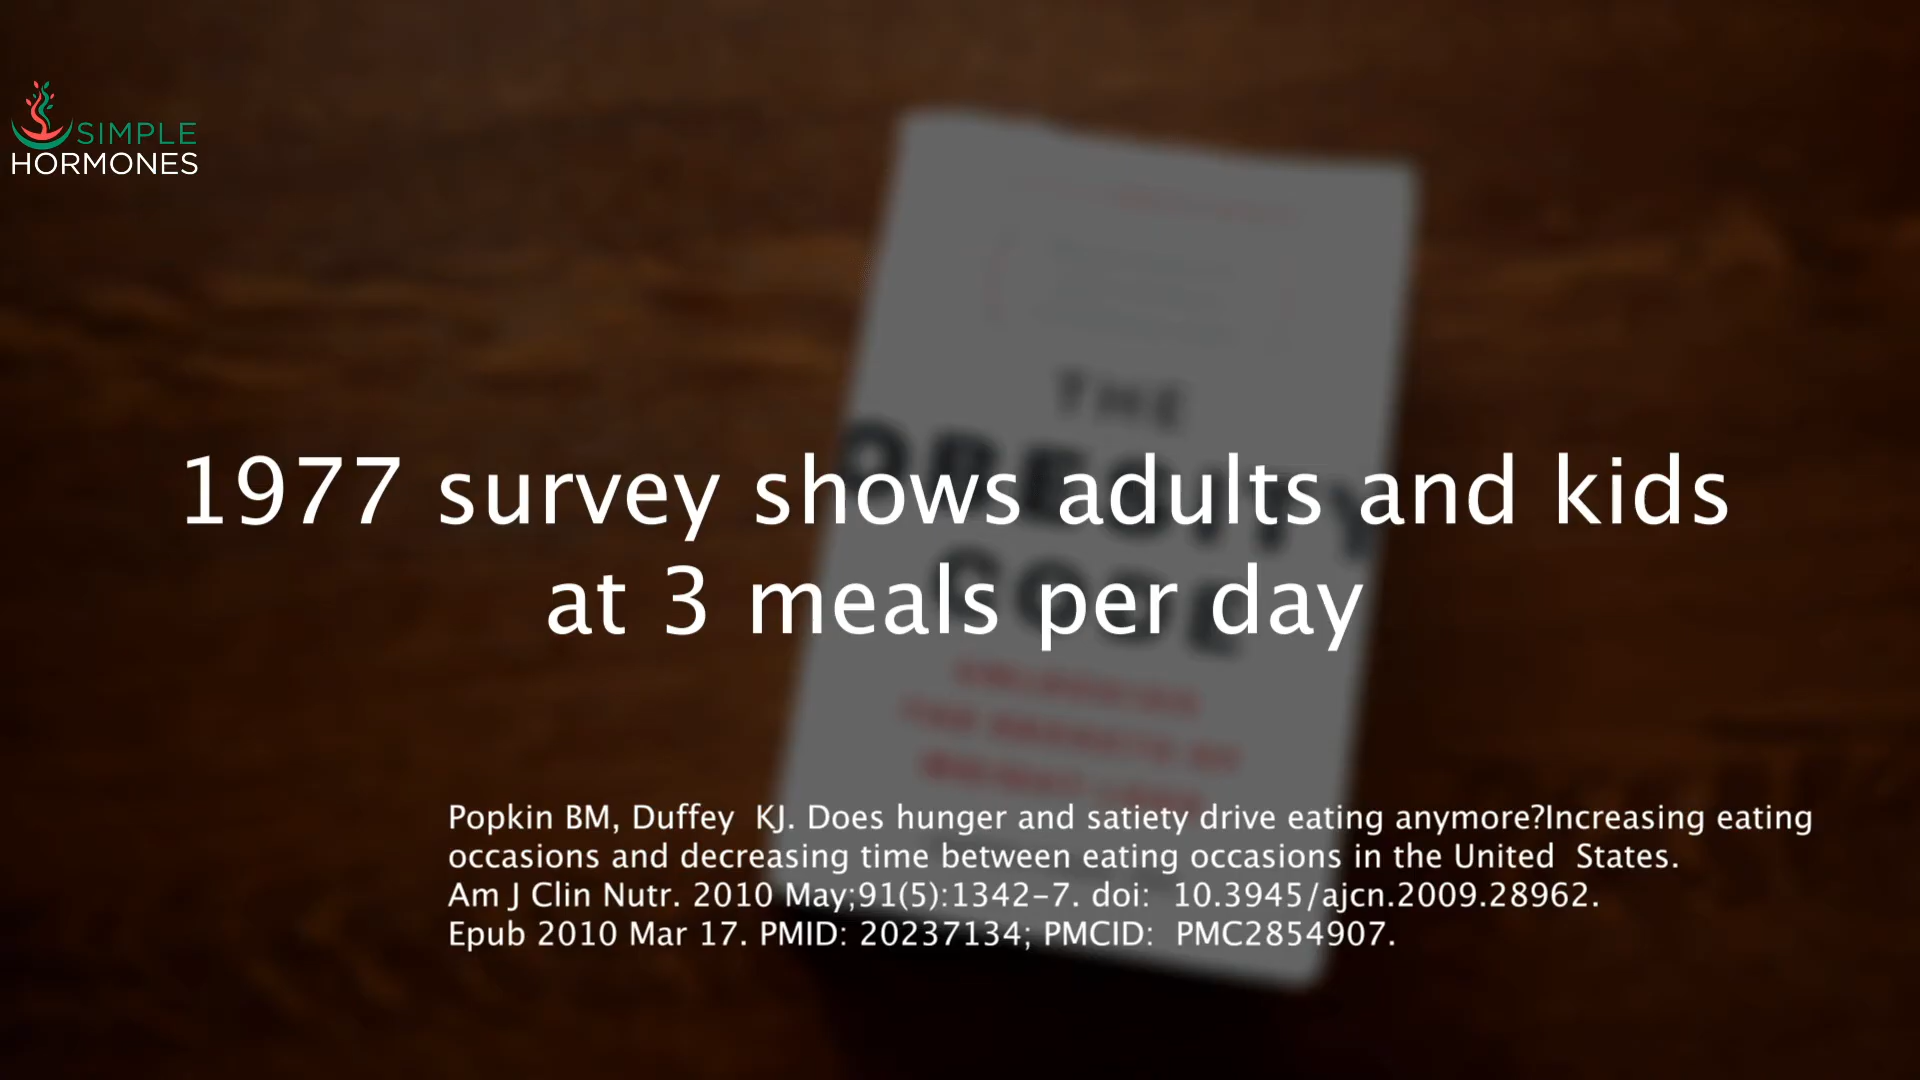 SIMPLE
HORMONES
THE
OBESITY
CODE
1977 survey shows adults and kids
at 3 meals per day
Popkin BM, Duffey  KJ. Does hunger and satiety drive eating anymore?Increasing eating
occasions and decreasing time between eating occasions in the United  States.
Am J Clin Nutr. 2010 May;91(5):1342–7. doi:  10.3945/ajcn.2009.28962.
Epub 2010 Mar 17. PMID: 20237134; PMCID:  PMC2854907.